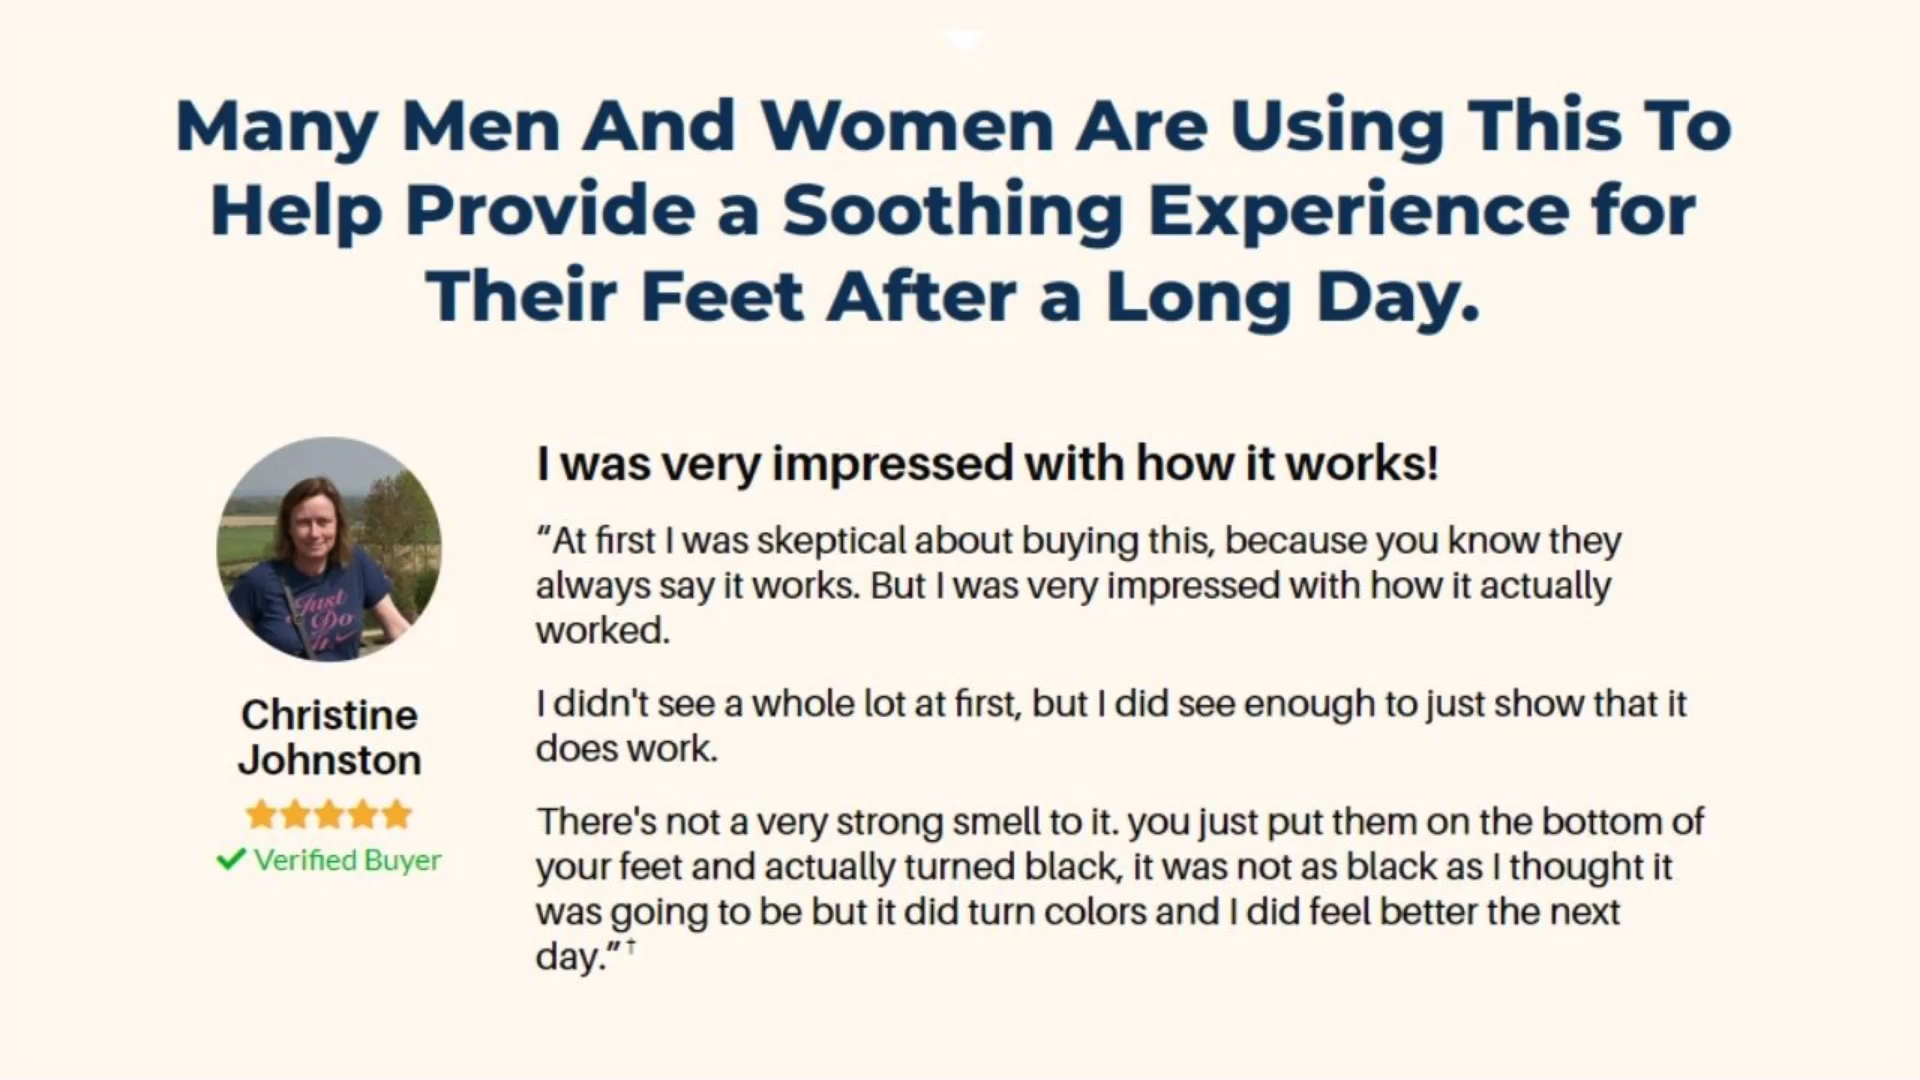 Many Men And Women Are Using This To
Help Provide a Soothing Experience for
Their Feet After a Long Day.
I was very impressed with how it works!
“At first I was skeptical about buying this, because you know they
always say it works. But I was very impressed with how it actually
worked.
I didn't see a whole lot at first, but I did see enough to just show that it
does work.
There's not a very strong smell to it. you just put them on the bottom of
your feet and actually turned black, it was not as black as I thought it
was going to be but it did turn colors and I did feel better the next
day.” †
Just
Do
It.
Christine
Johnston
Verified Buyer